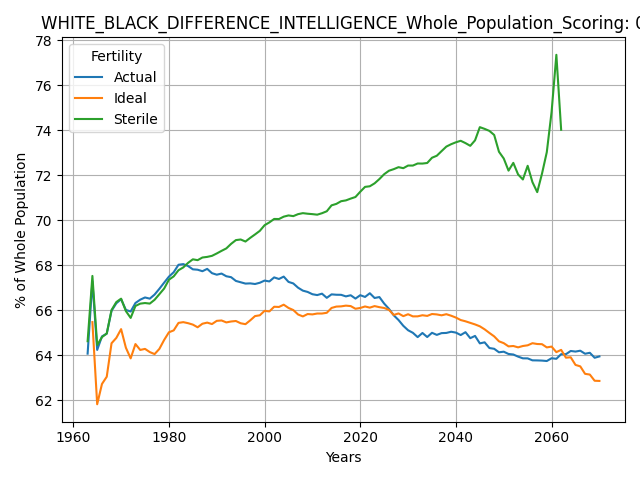 WHITE_BLACK_DIFFERENCE_INTELLIGENCE_Whole_Population_Scoring: 0
Fertility
Actual
Ideal
Sterile
78
76
74
72
70
68
66
64
62
% of Whole Population
1960
1980
2000
2020
2040
2060
Years